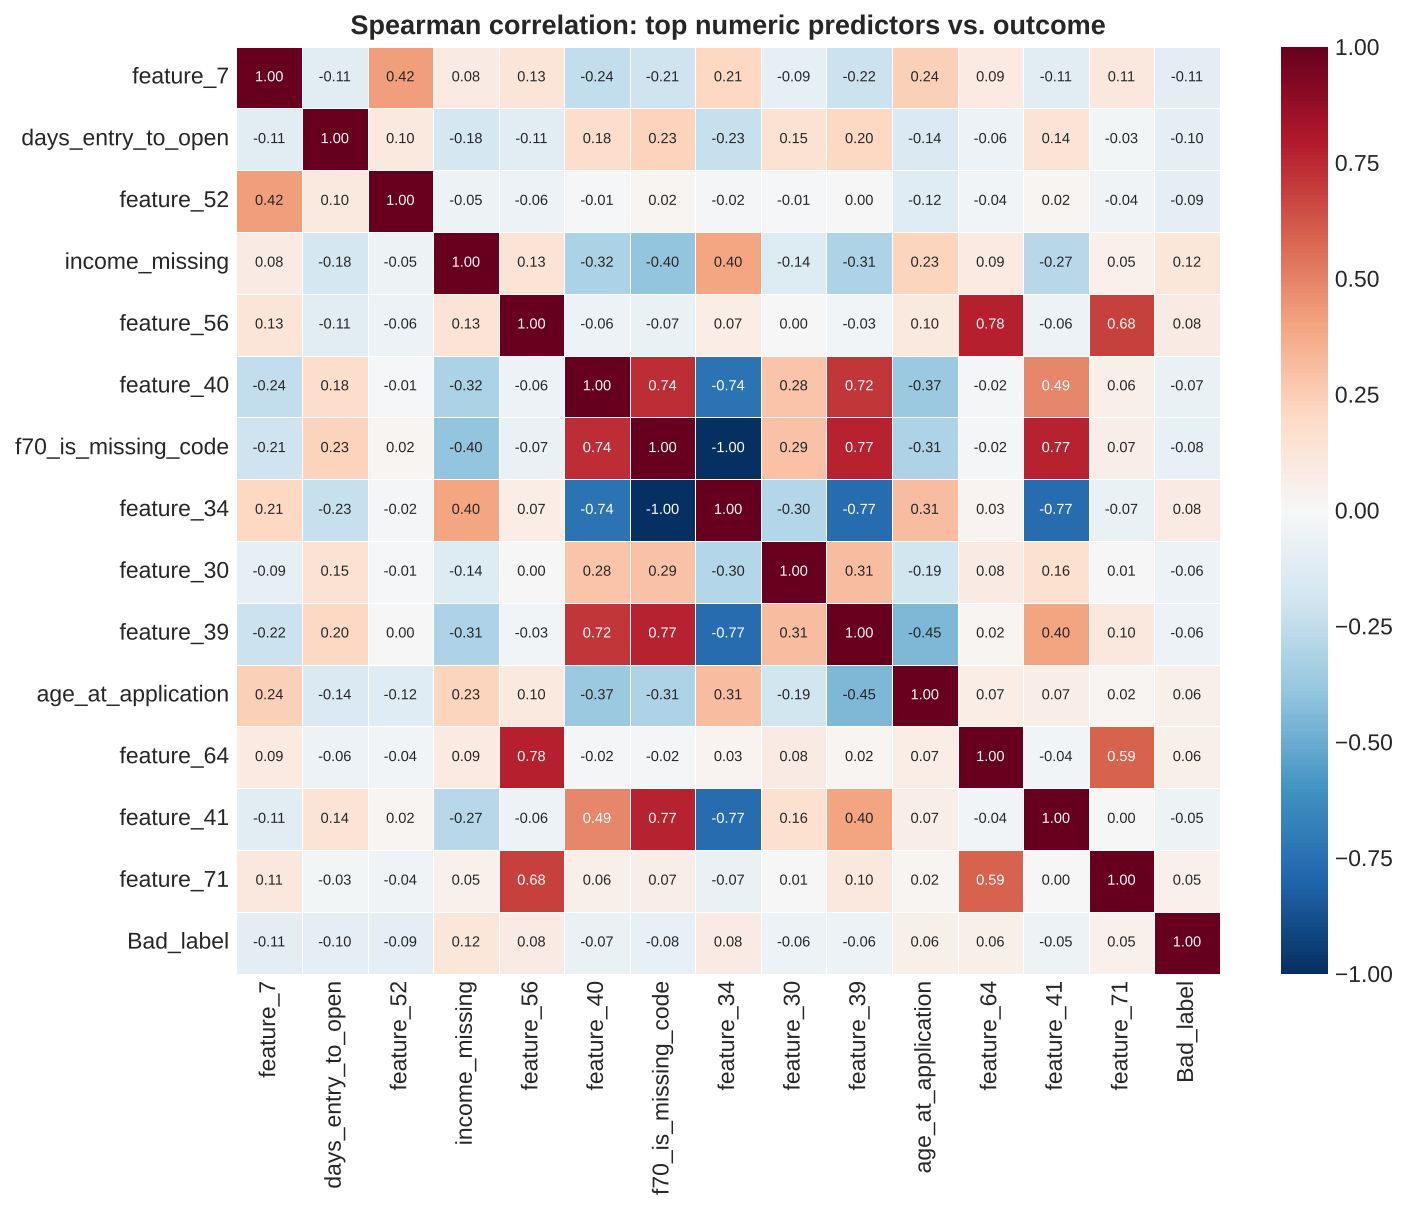 Spearman correlation: top numeric predictors vs. outcome
feature_7 1.00 -0.11 0.42 0.08 0.13 -0.24 -0.21 0.21 -0.09 -0.22 0.24 0.09 -0.11 0.11 -0.11
days_entry_to_open -0.11 1.00 0.10 -0.18 -0.11 0.18 0.23 -0.23 0.15 0.20 -0.14 -0.06 0.14 -0.03 -0.10
feature_52 0.42 0.10 1.00 -0.05 -0.06 -0.01 0.02 -0.02 -0.01 0.00 -0.12 -0.04 0.02 -0.04 -0.09
income_missing 0.08 -0.18 -0.05 1.00 0.13 -0.32 -0.40 0.40 -0.14 -0.31 0.23 0.09 -0.27 0.05 0.12
feature_56 0.13 -0.11 -0.06 0.13 1.00 -0.06 -0.07 0.07 0.00 -0.03 0.10 0.78 -0.06 0.68 0.08
feature_40 -0.24 0.18 -0.01 -0.32 -0.06 1.00 0.74 -0.74 0.28 0.72 -0.37 -0.02 0.49 0.06 -0.07
f70_is_missing_code -0.21 0.23 0.02 -0.40 -0.07 0.74 1.00 -1.00 0.29 0.77 -0.31 -0.02 0.77 0.07 -0.08
feature_34 0.21 -0.23 -0.02 0.40 0.07 -0.74 -1.00 1.00 -0.30 -0.77 0.31 0.03 -0.77 -0.07 0.08
feature_30 -0.09 0.15 -0.01 -0.14 0.00 0.28 0.29 -0.30 1.00 0.31 -0.19 0.08 0.16 0.01 -0.06
feature_39 -0.22 0.20 0.00 -0.31 -0.03 0.72 0.77 -0.77 0.31 1.00 -0.45 0.02 0.40 0.10 -0.06
age_at_application 0.24 -0.14 -0.12 0.23 0.10 -0.37 -0.31 0.31 -0.19 -0.45 1.00 0.07 0.07 0.02 0.06
feature_64 0.09 -0.06 -0.04 0.09 0.78 -0.02 -0.02 0.03 0.08 0.02 0.07 1.00 -0.04 0.59 0.06
feature_41 -0.11 0.14 0.02 -0.27 -0.06 0.49 0.77 -0.77 0.16 0.40 0.07 -0.04 1.00 0.00 -0.05
feature_71 0.11 -0.03 -0.04 0.05 0.68 0.06 0.07 -0.07 0.01 0.10 0.02 0.59 0.00 1.00 0.05
Bad_label -0.11 -0.10 -0.09 0.12 0.08 -0.07 -0.08 0.08 -0.06 -0.06 0.06 0.06 -0.05 0.05 1.00
feature_7
days_entry_to_open
feature_52
income_missing
feature_56
feature_40
f70_is_missing_code
feature_34
feature_30
feature_39
age_at_application
feature_64
feature_41
feature_71
Bad_label
1.00
0.75
0.50
0.25
0.00
−0.25
−0.50
−0.75
−1.00